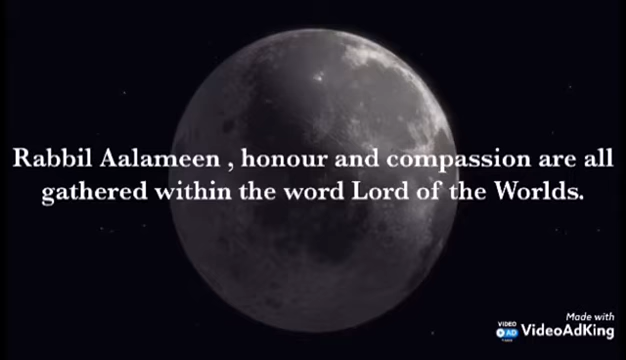 Rabbil Aalameen , honour and compassion are all
gathered within the word Lord of the Worlds.
Made with
VIDEO
AD
VideoAdKing